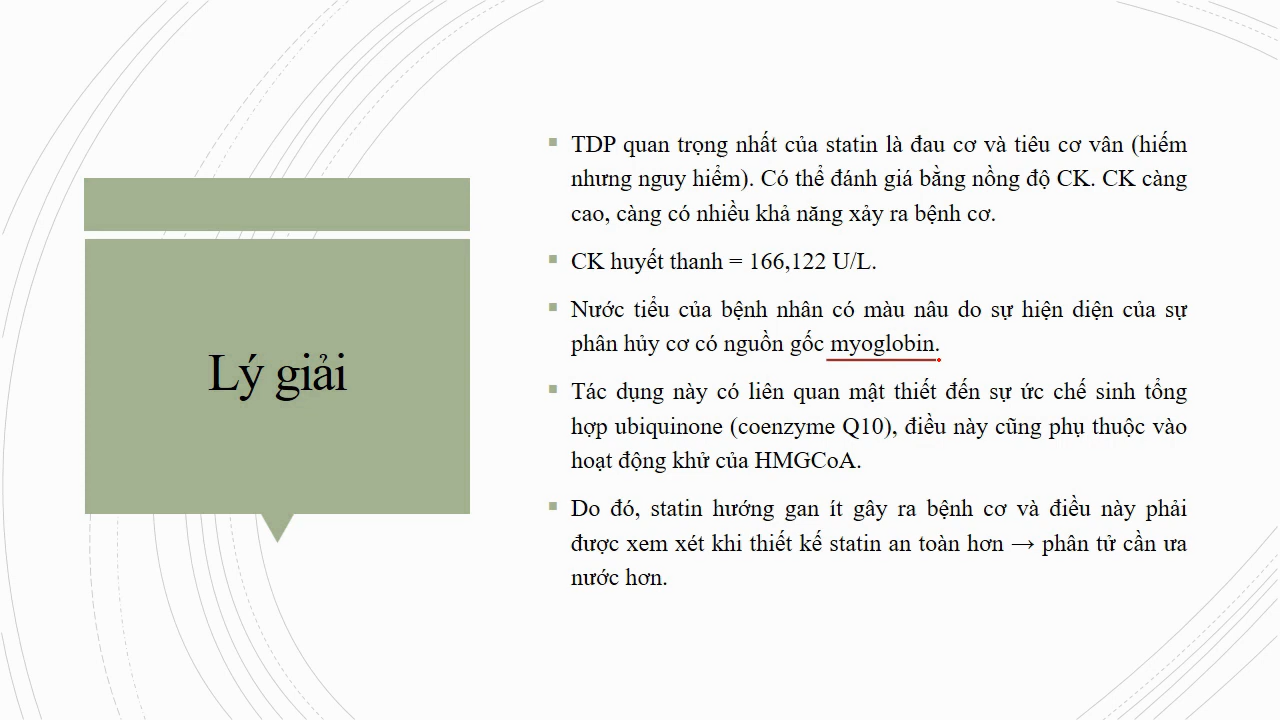 Lý giải
▪ TDP quan trọng nhất của statin là đau cơ và tiêu cơ vân (hiếm
nhưng nguy hiểm). Có thể đánh giá bằng nồng độ CK. CK càng
cao, càng có nhiều khả năng xảy ra bệnh cơ.
▪ CK huyết thanh = 166,122 U/L.
▪ Nước tiểu của bệnh nhân có màu nâu do sự hiện diện của sự
phân hủy cơ có nguồn gốc myoglobin.
▪ Tác dụng này có liên quan mật thiết đến sự ức chế sinh tổng
hợp ubiquinone (coenzyme Q10), điều này cũng phụ thuộc vào
hoạt động khử của HMGCoA.
▪ Do đó, statin hướng gan ít gây ra bệnh cơ và điều này phải
được xem xét khi thiết kế statin an toàn hơn → phân tử cần ưa
nước hơn.